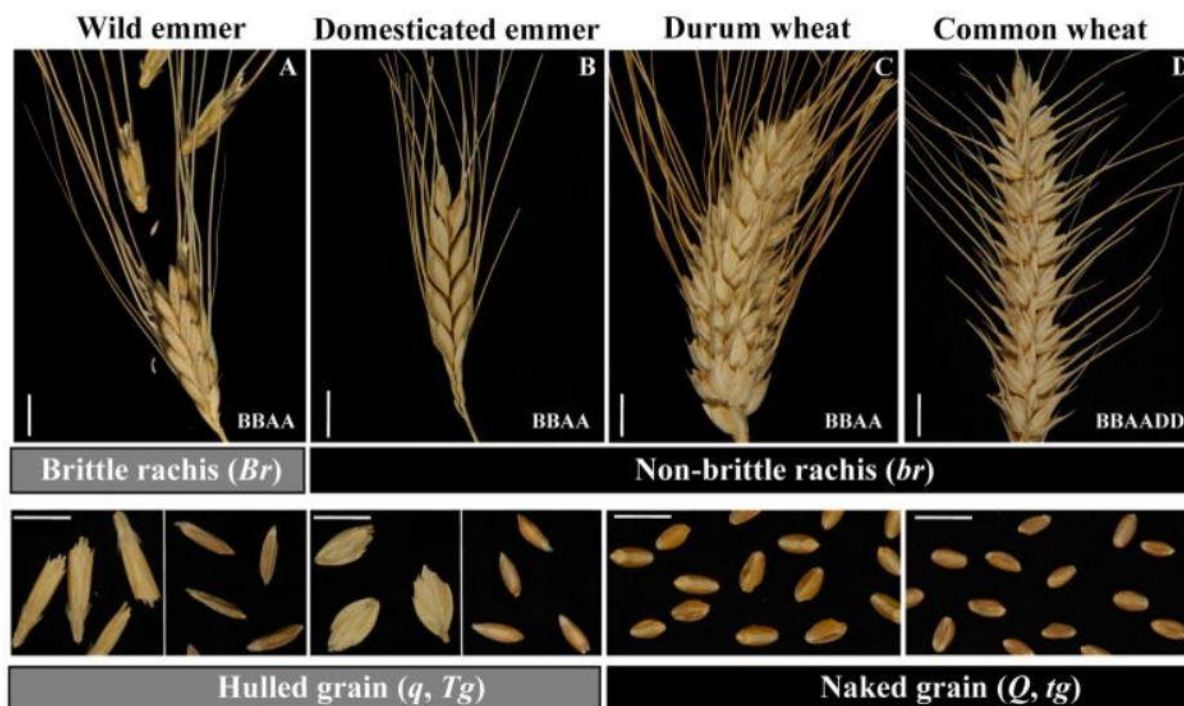 Wild emmer
Domesticated emmer
Durum wheat
Common wheat
A
B
C
D
BBAA
BBAA
BBAA
BBAADD
Brittle rachis (Br)
Non-brittle rachis (br)
Hulled grain (q, Tg)
Naked grain (Q, tg)